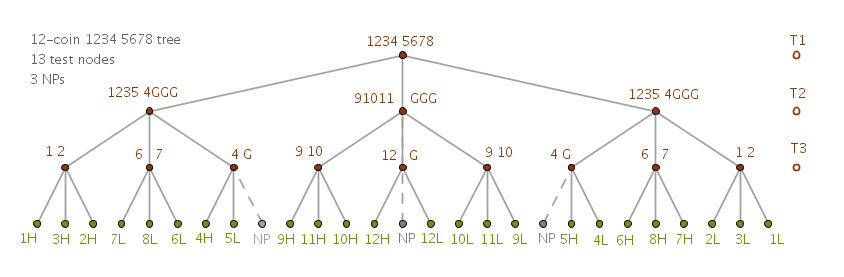 12-coin 1234 5678 tree
13 test nodes
3 NPs
1234 5678
T1
1235 4GGG
91011 GGG
1235 4GGG
T2
1 2
6 7
4 G
9 10
12 G
9 10
4 G
6 7
1 2
T3
1H 3H 2H 7L 8L 6L 4H 5L NP 9H 11H 10H 12H NP 12L 10L 11L 9L NP 5H 4L 6H 8H 7H 2L 3L 1L